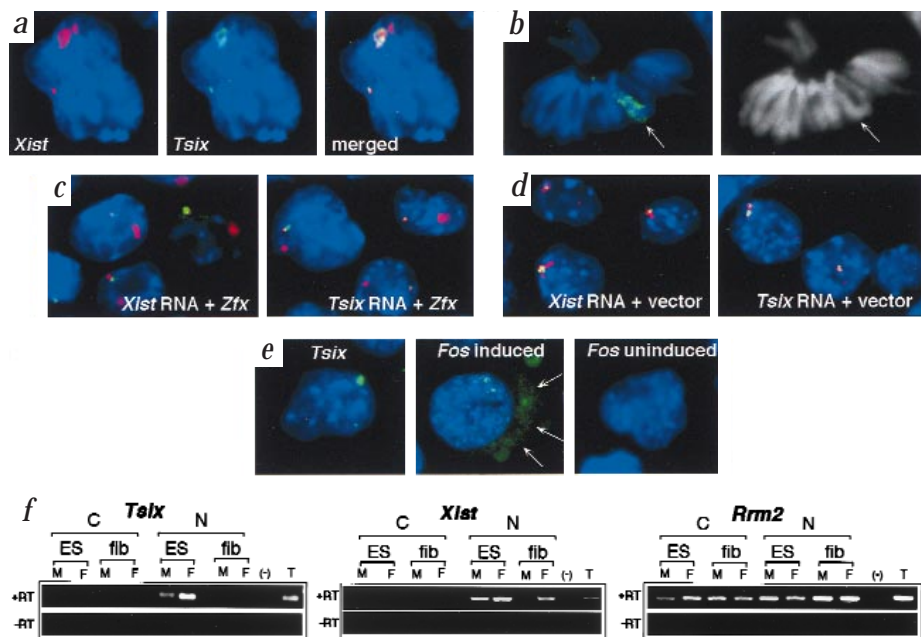 a
Xist
Tsix
merged
b
c
Xist RNA + Zfx
Tsix RNA + Zfx
d
Xist RNA + vector
Tsix RNA + vector
e
Tsix
Fos induced
Fos uninduced
f
Tsix
C N
ES fib ES fib
M F M F M F M F (-) T
+RT
-RT
Xist
C N
ES fib ES fib
M F M F M F M F (-) T
+RT
-RT
Rrm2
C N
ES fib ES fib
M F M F M F M F (-) T
+RT
-RT